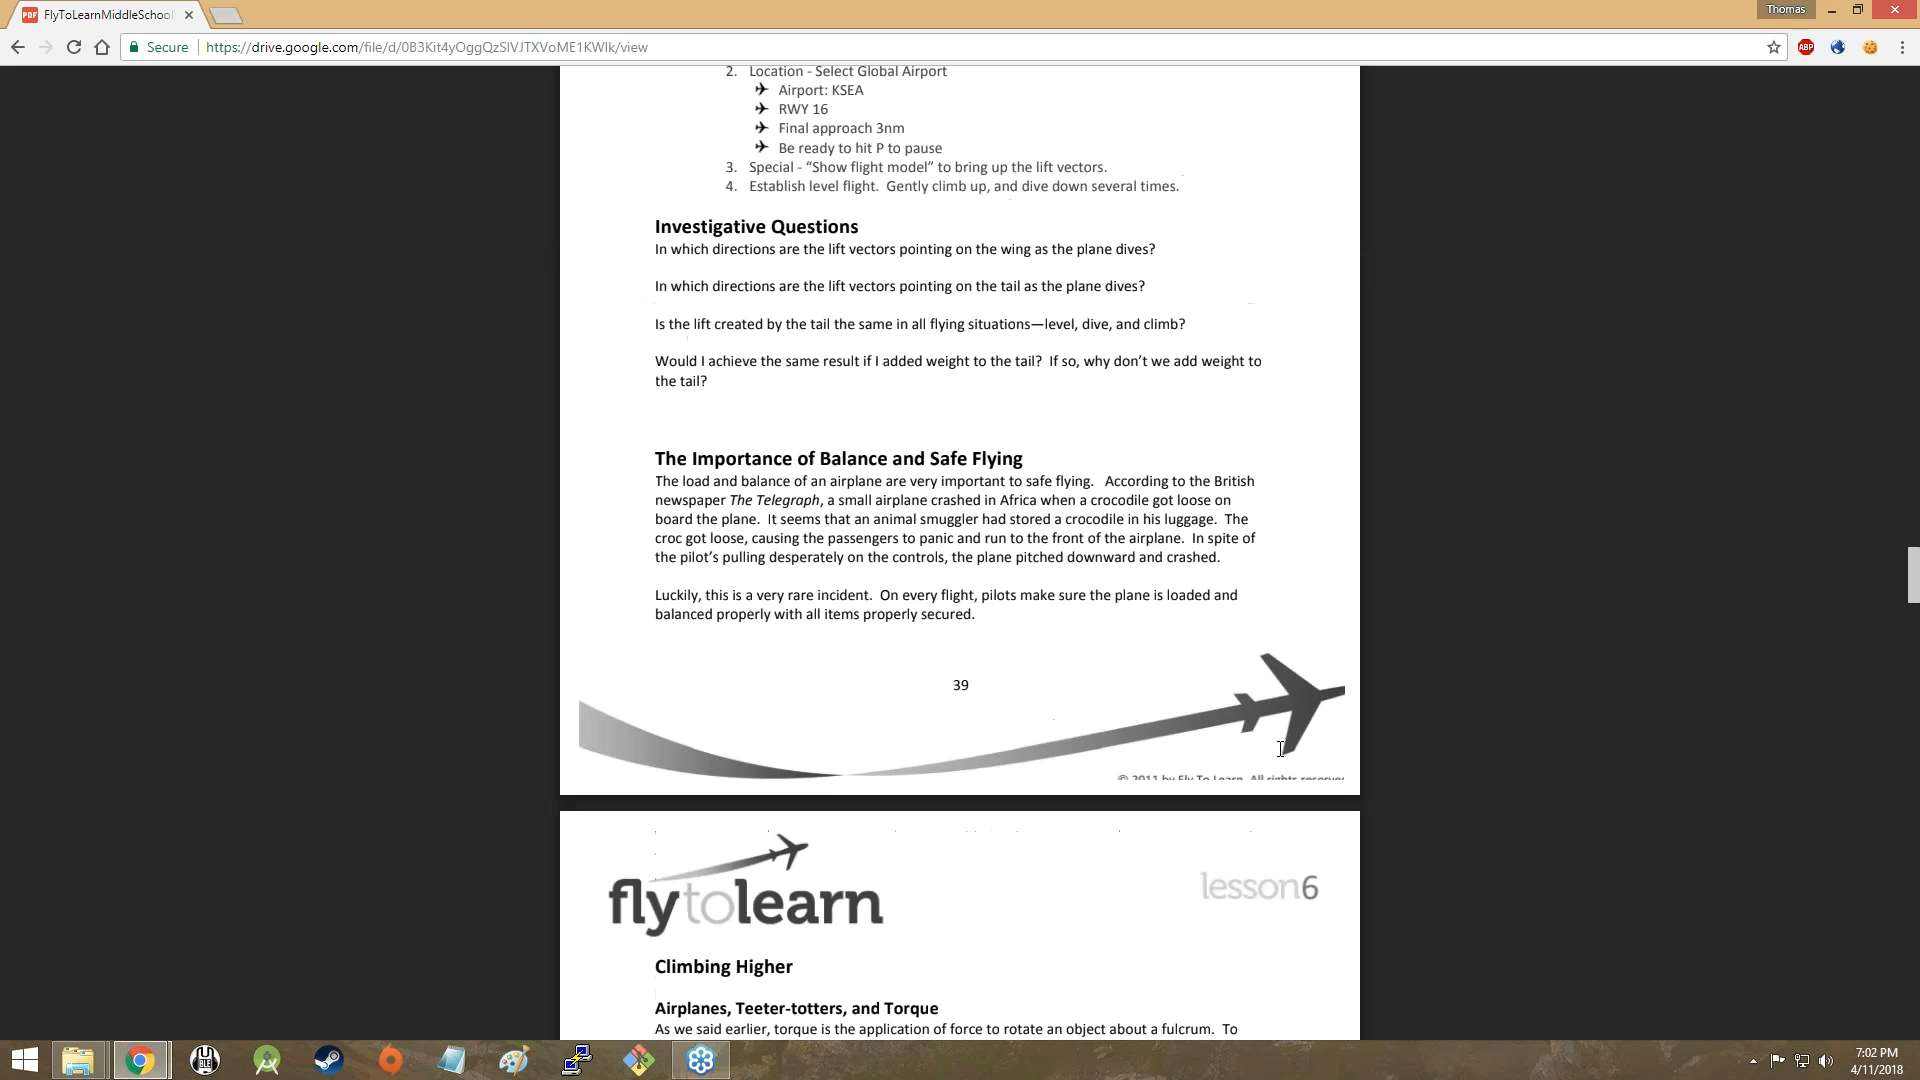 FlyToLearnMiddleSchool
Thomas
Secure
https://drive.google.com/file/d/0B3Kit4yOggQzSlVJTXVoME1KWlk/view
ABP
2. Location - Select Global Airport
Airport: KSEA
RWY 16
Final approach 3nm
Be ready to hit P to pause
3. Special - “Show flight model” to bring up the lift vectors.
4. Establish level flight. Gently climb up, and dive down several times.
Investigative Questions
In which directions are the lift vectors pointing on the wing as the plane dives?
In which directions are the lift vectors pointing on the tail as the plane dives?
Is the lift created by the tail the same in all flying situations—level, dive, and climb?
Would I achieve the same result if I added weight to the tail? If so, why don’t we add weight to
the tail?
The Importance of Balance and Safe Flying
The load and balance of an airplane are very important to safe flying. According to the British
newspaper The Telegraph, a small airplane crashed in Africa when a crocodile got loose on
board the plane. It seems that an animal smuggler had stored a crocodile in his luggage. The
croc got loose, causing the passengers to panic and run to the front of the airplane. In spite of
the pilot’s pulling desperately on the controls, the plane pitched downward and crashed.
Luckily, this is a very rare incident. On every flight, pilots make sure the plane is loaded and
balanced properly with all items properly secured.
39
© 2011 by Fly To Learn. All rights reserved
flytolearn
lesson6
Climbing Higher
Airplanes, Teeter-totters, and Torque
As we said earlier, torque is the application of force to rotate an object about a fulcrum. To
7:02 PM
4/11/2018